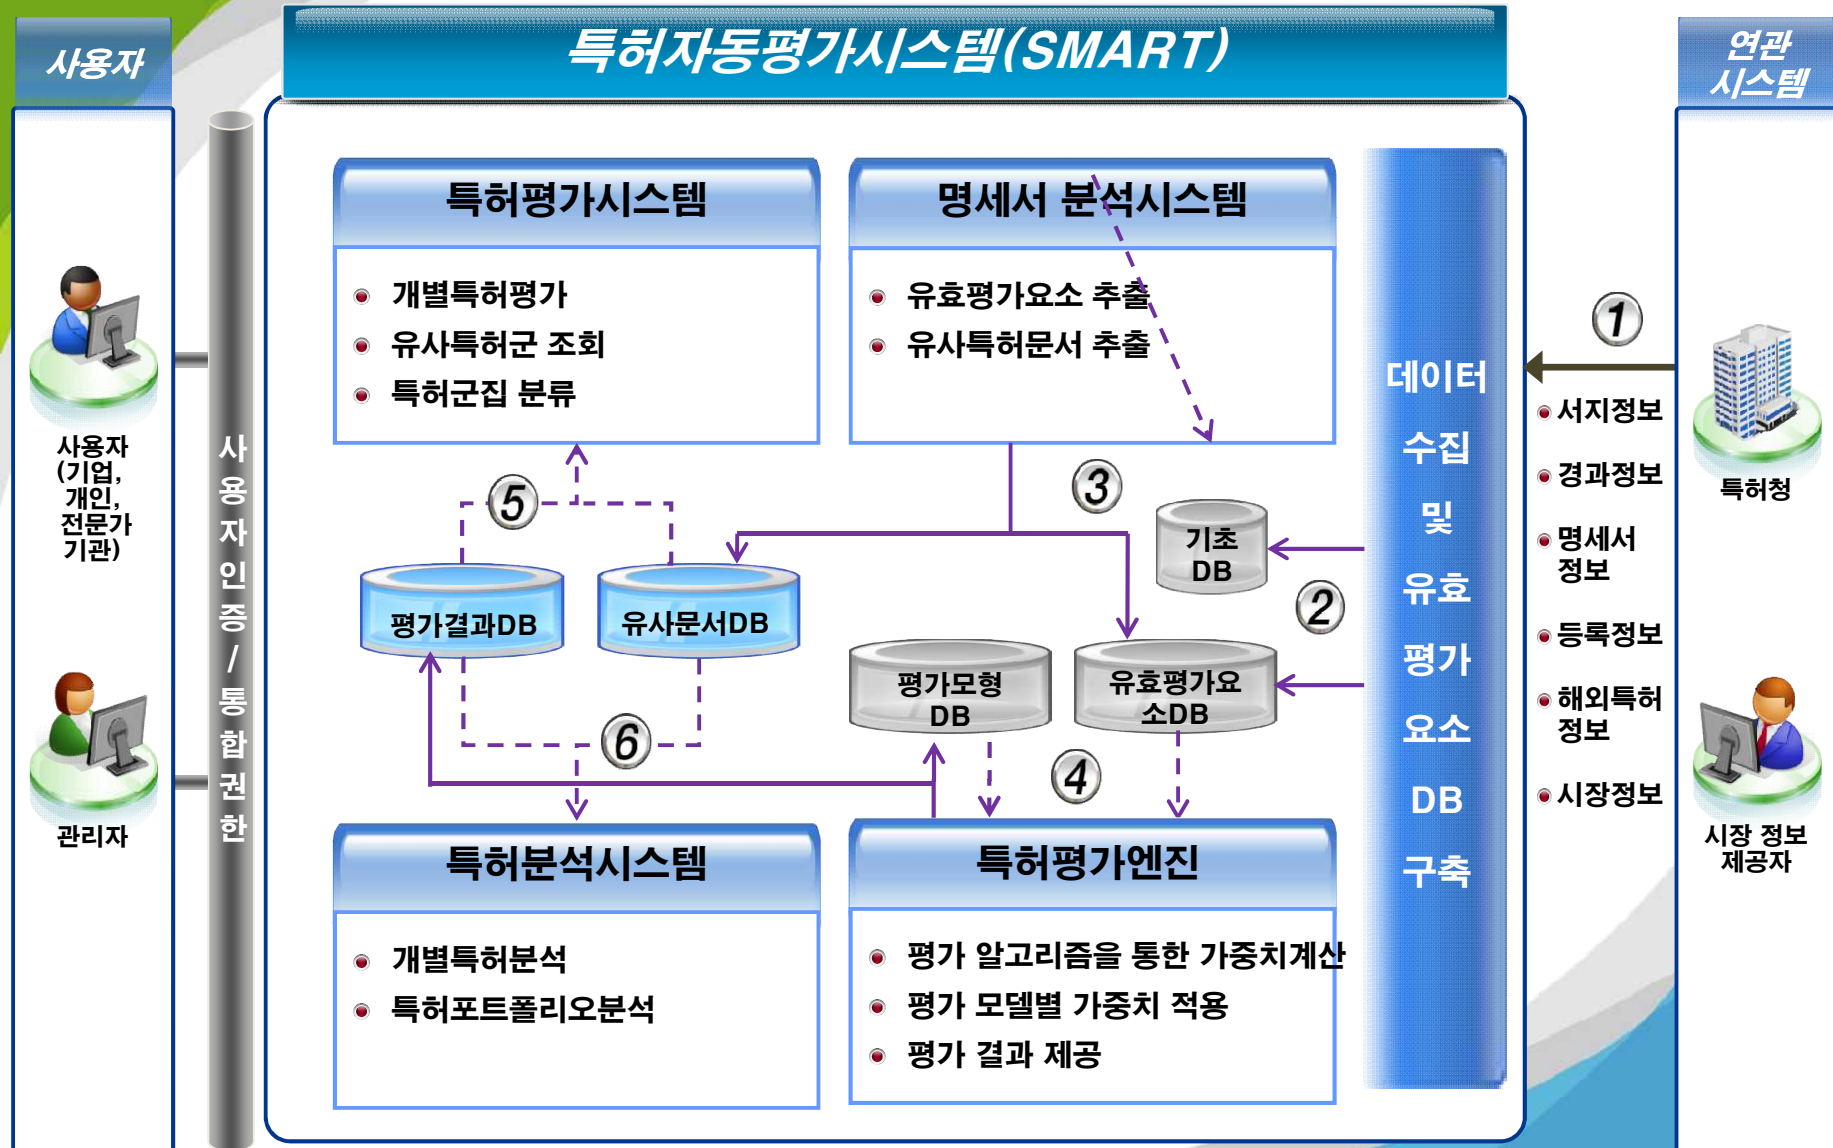 사용자
특허자동평가시스템(SMART)
연관
시스템
사용자
(기업,
개인,
전문가
기관)
관리자
사
용
자
인
증
/
통
합
권
한
특허평가시스템
개별특허평가
유사특허군 조회
특허군집 분류
명세서 분석시스템
유효평가요소 추출
유사특허문서 추출
5
3
평가결과DB
유사문서DB
기초
DB
2
평가모형
DB
유효평가요
소DB
6
4
특허분석시스템
개별특허분석
특허포트폴리오분석
특허평가엔진
평가 알고리즘을 통한 가중치계산
평가 모델별 가중치 적용
평가 결과 제공
데이터
수집
및
유효
평가
요소
DB
구축
1
서지정보
경과정보
명세서
정보
등록정보
해외특허
정보
시장정보
특허청
시장 정보
제공자